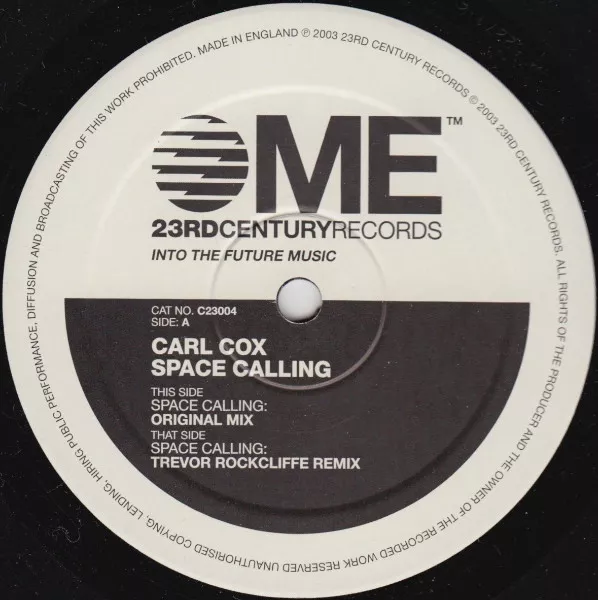 ME™
23RDCENTURYRECORDS
INTO THE FUTURE MUSIC
CAT NO. C23004
SIDE: A
CARL COX
SPACE CALLING
THIS SIDE
SPACE CALLING:
ORIGINAL MIX
THAT SIDE
SPACE CALLING:
TREVOR ROCKCLIFFE REMIX
MADE IN ENGLAND ℗ 2003 23RD CENTURY RECORDS © 2003 23RD CENTURY RECORDS. ALL RIGHTS OF THE PRODUCER AND THE OWNER OF THE RECORDED WORK RESERVED UNAUTHORISED COPYING, LENDING, HIRING PUBLIC PERFORMANCE, DIFFUSION AND BROADCASTING OF THIS WORK PROHIBITED.